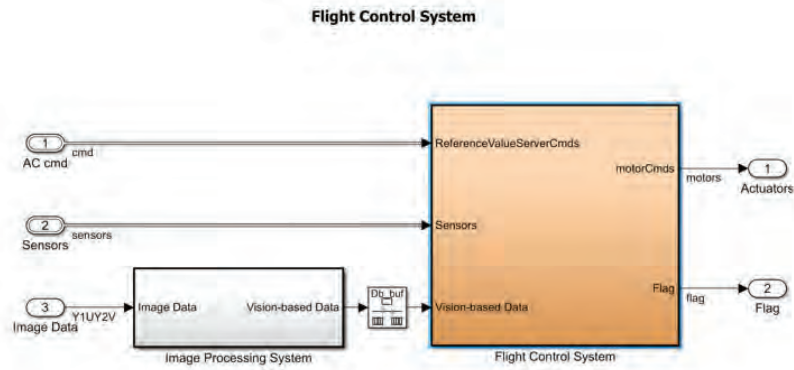 Flight Control System
1
AC cmd
cmd
ReferenceValueServerCmds
motorCmds
motors
1
Actuators
2
Sensors
sensors
Sensors
3
Image Data
Y1UY2V
Image Data
Vision-based Data
Image Processing System
Db_buf
Vision-based Data
Flag
flag
2
Flag
Flight Control System